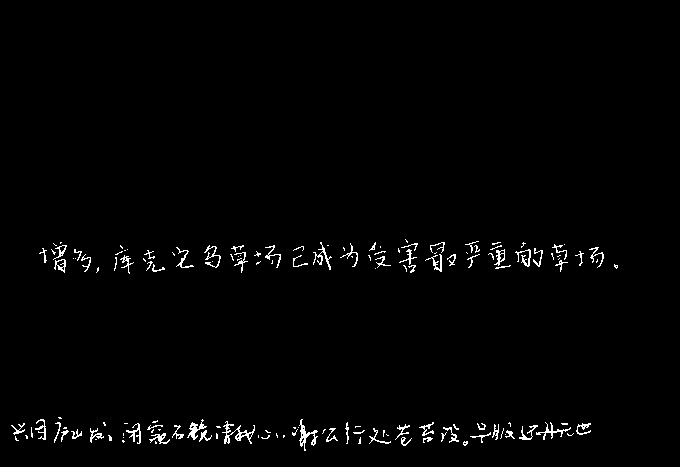 增多,库克它乌草场已成为受害最严重的草场。
兴因庐山发。闲窥石镜清我心,谢公行处苍苔没。早服还丹无世